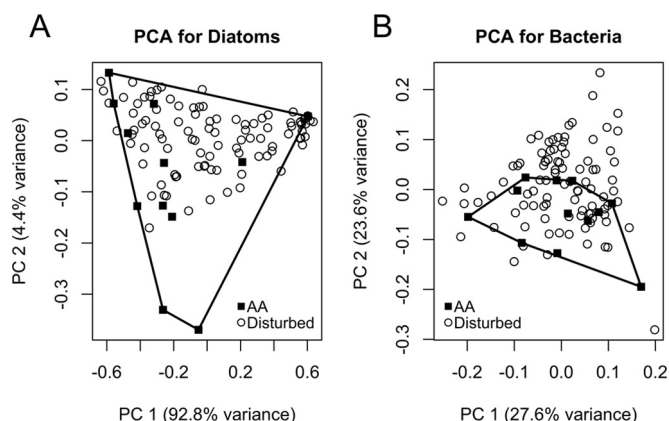 A
PCA for Diatoms
PC 2 (4.4% variance)
0.1
0.0
-0.1
-0.2
-0.3
AA
Disturbed
-0.6
-0.2
0.2
0.6
PC 1 (92.8% variance)
B
PCA for Bacteria
PC 2 (23.6% variance)
0.2
0.1
0.0
-0.1
-0.2
-0.3
AA
Disturbed
-0.2
-0.1
0.0
0.1
0.2
PC 1 (27.6% variance)